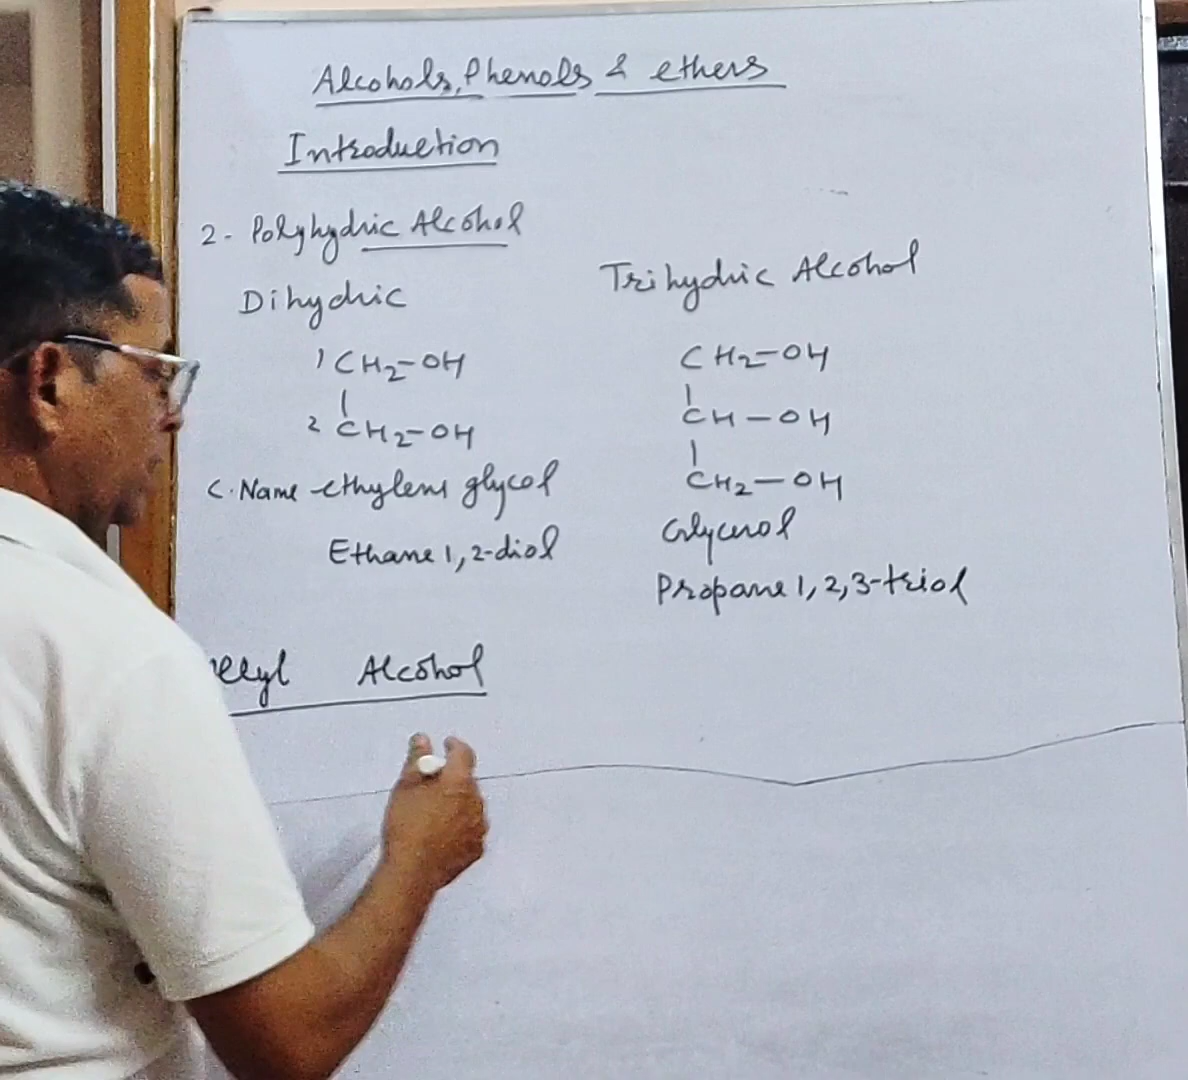 Alcohols, Phenols & ethers
Introduction
2- Polyhydric Alcohol
Dihydric
1 CH2-OH
|
2 CH2-OH
C. Name ethylene glycol
Ethane 1,2-diol
Trihydric Alcohol
CH2-OH
|
CH-OH
|
CH2-OH
Glycerol
Propane 1,2,3-triol
Alcohol